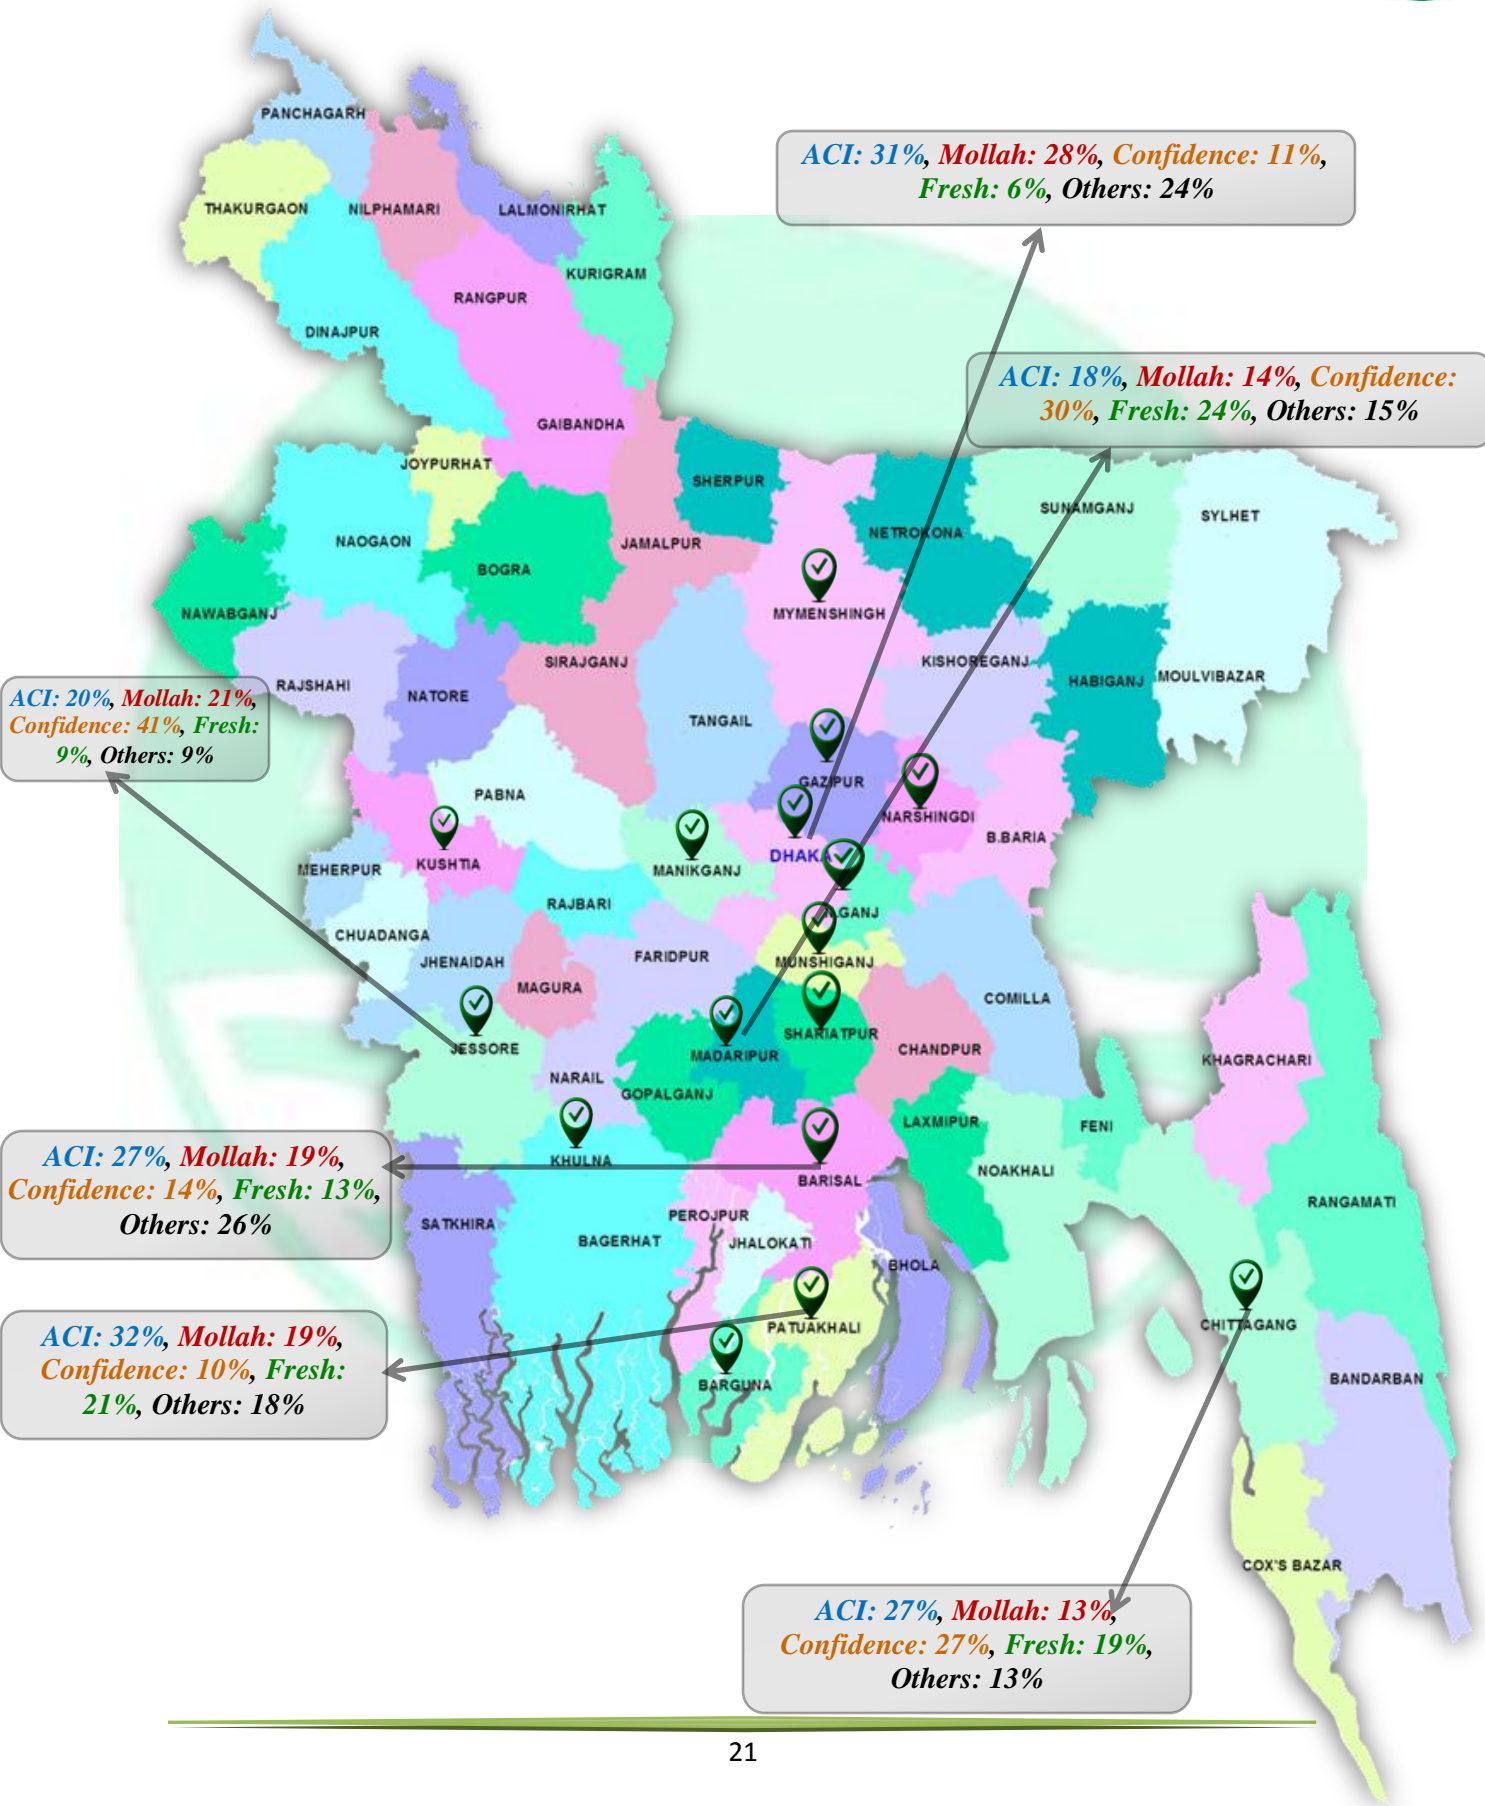 PANCHAGARH
ACI: 31%, Mollah: 28%, Confidence: 11%,
Fresh: 6%, Others: 24%
THAKURGAON
NILPHAMARI
LALMONIRHAT
KURIGRAM
RANGPUR
DINAJPUR
ACI: 18%, Mollah: 14%, Confidence:
30%, Fresh: 24%, Others: 15%
GAIBANDHA
JOYPURHAT
SHERPUR
SUNAMGANJ
SYLHET
NETROKONA
NAOGAON
JAMALPUR
BOGRA
NAWABGANJ
MYMENSHINGH
SIRAJGANJ
KISHOREGANJ
RAJSHAHI
NATORE
HABIGANJ
MOULVIBAZAR
ACI: 20%, Mollah: 21%,
Confidence: 41%, Fresh:
9%, Others: 9%
TANGAIL
GAZIPUR
PABNA
NARSHINGDI
B.BARIA
DHAKA
KUSHTIA
MEHERPUR
MANIKGANJ
RAJBARI
N.GANJ
CHUADANGA
JHENAIDAH
FARIDPUR
MUNSHIGANJ
MAGURA
COMILLA
SHARIATPUR
JESSORE
MADARIPUR
CHANDPUR
KHAGRACHARI
NARAIL
GOPALGANJ
LAXMIPUR
FENI
ACI: 27%, Mollah: 19%,
Confidence: 14%, Fresh: 13%,
Others: 26%
KHULNA
BARISAL
NOAKHALI
RANGAMATI
SATKHIRA
PEROJPUR
BAGERHAT
JHALOKATI
BHOLA
ACI: 32%, Mollah: 19%,
Confidence: 10%, Fresh:
21%, Others: 18%
PATUAKHALI
CHITTAGANG
BARGUNA
BANDARBAN
COX'S BAZAR
ACI: 27%, Mollah: 13%,
Confidence: 27%, Fresh: 19%,
Others: 13%
21